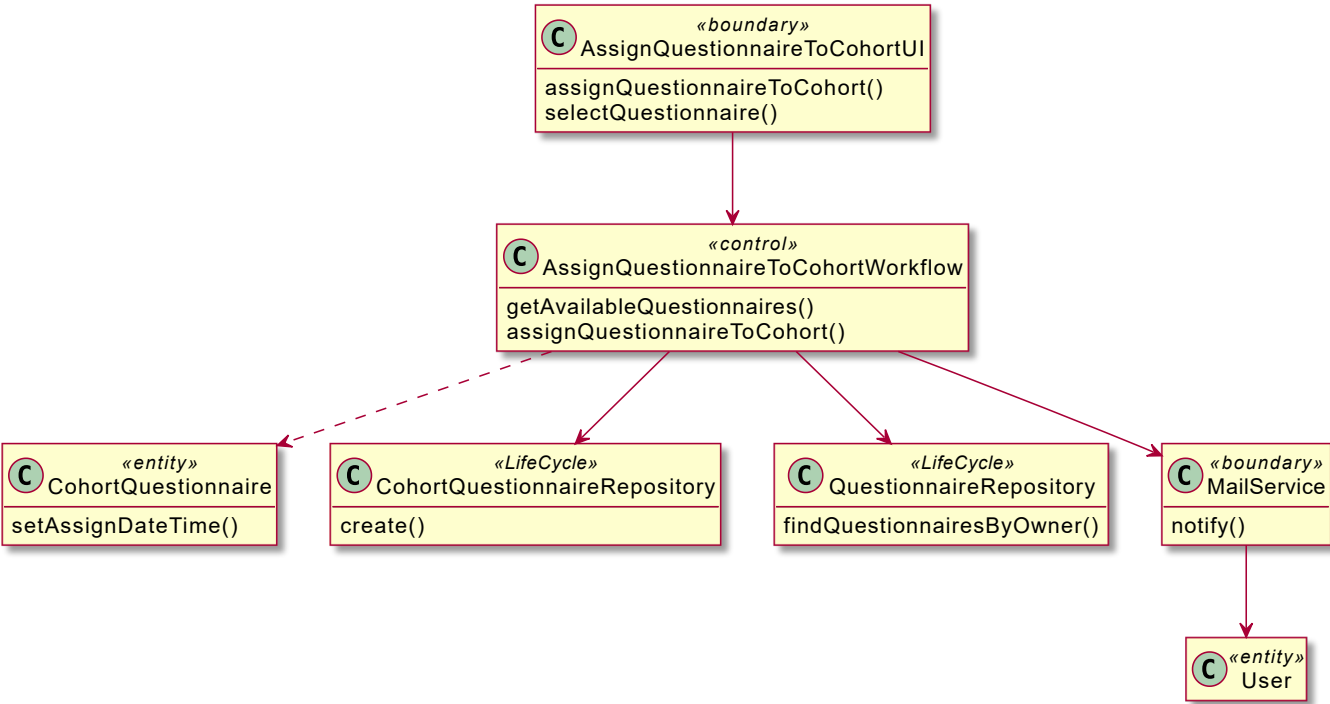 «boundary»
C AssignQuestionnaireToCohortUI
assignQuestionnaireToCohort()
selectQuestionnaire()
«control»
C AssignQuestionnaireToCohortWorkflow
getAvailableQuestionnaires()
assignQuestionnaireToCohort()
«entity»
C CohortQuestionnaire
setAssignDateTime()
«LifeCycle»
C CohortQuestionnaireRepository
create()
«LifeCycle»
C QuestionnaireRepository
findQuestionnairesByOwner()
«boundary»
C MailService
notify()
«entity»
C User